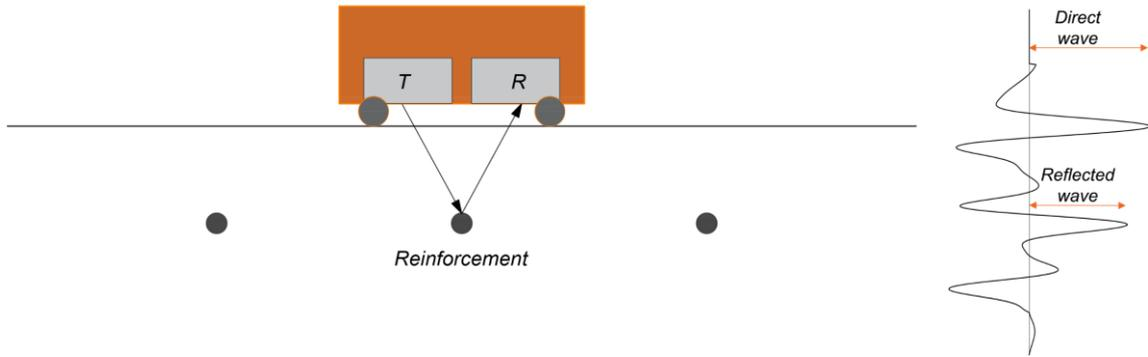 T
R
Reinforcement
Direct
wave
Reflected
wave